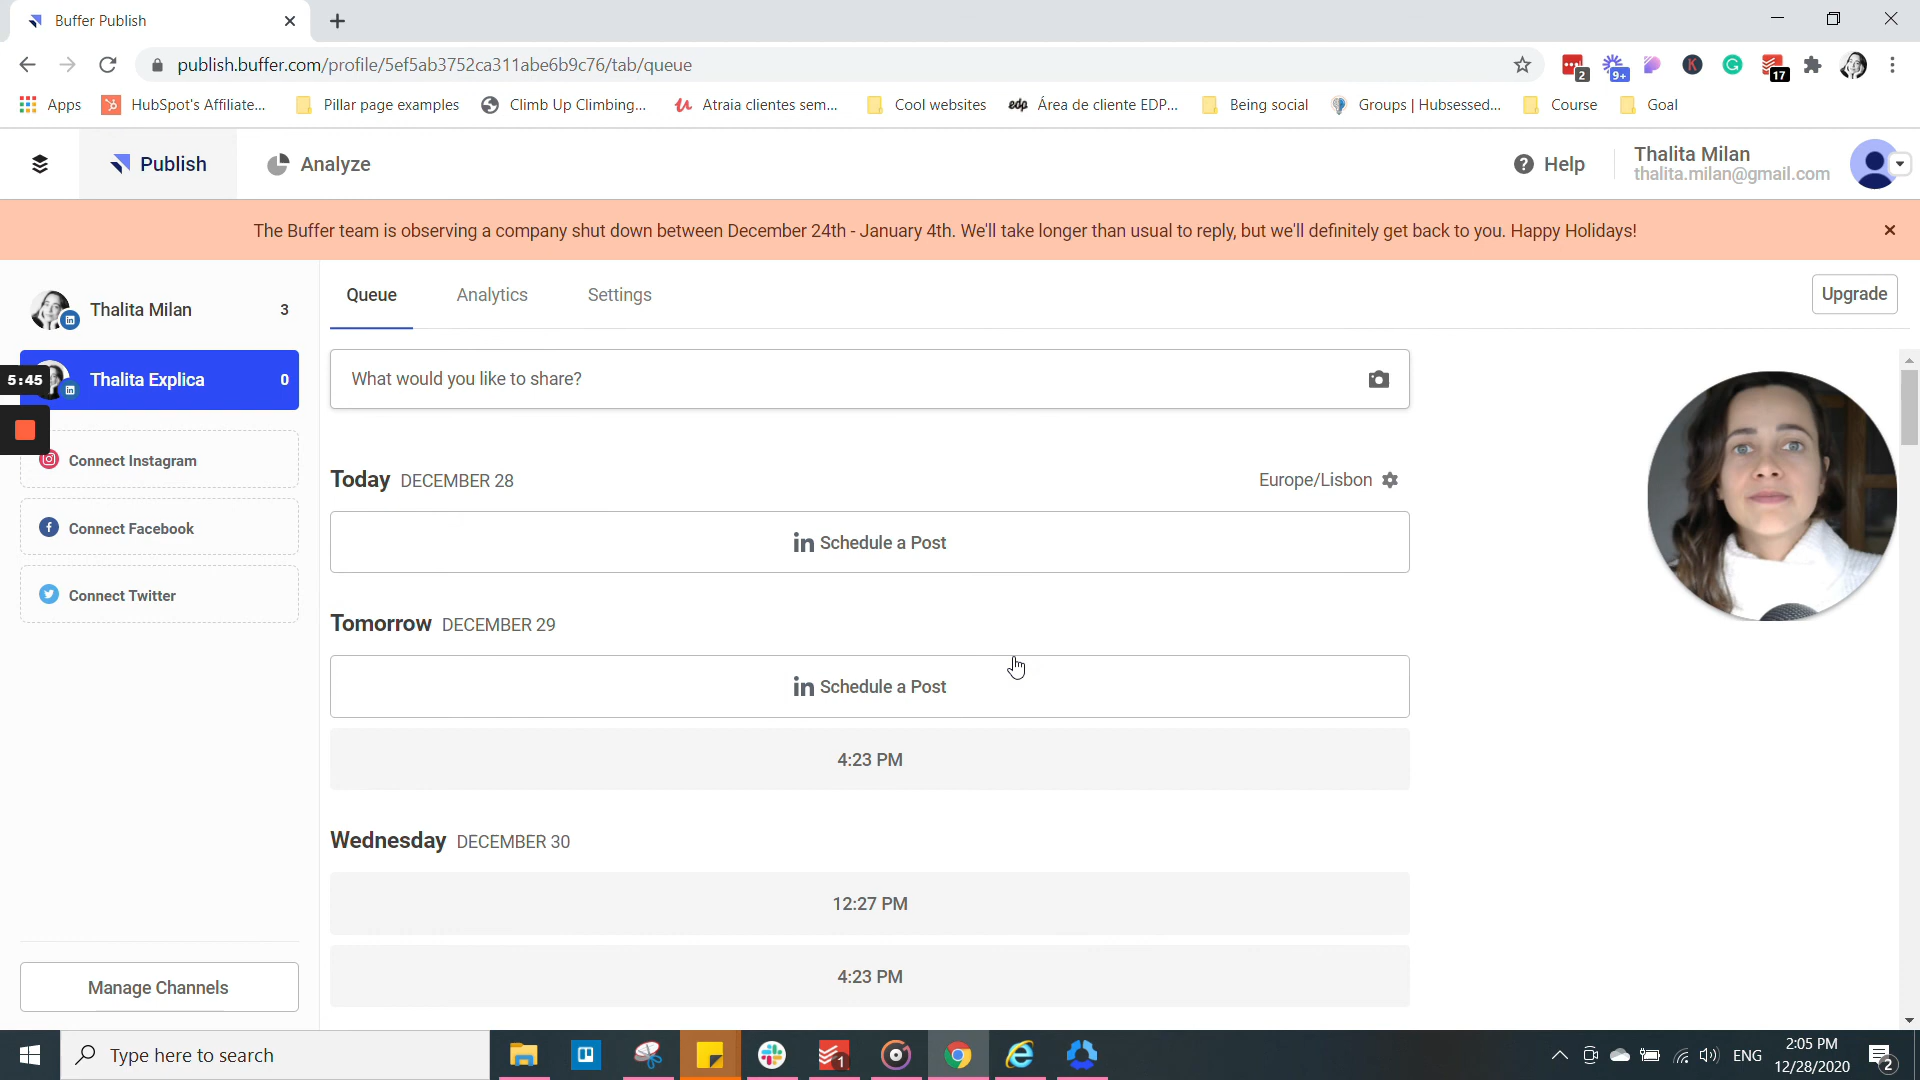 Buffer Publish
publish.buffer.com/profile/5ef5ab3752ca311abe6b9c76/tab/queue
2
9+
K
17
Apps
HubSpot's Affiliate...
Pillar page examples
Climb Up Climbing...
Atraia clientes sem...
Cool websites
edp
Área de cliente EDP...
Being social
Groups | Hubsessed...
Course
Goal
Publish
Analyze
Help
Thalita Milan
thalita.milan@gmail.com
The Buffer team is observing a company shut down between December 24th - January 4th. We'll take longer than usual to reply, but we'll definitely get back to you. Happy Holidays!
Thalita Milan
3
Queue
Analytics
Settings
Upgrade
5:45
Thalita Explica
0
What would you like to share?
Connect Instagram
Connect Facebook
Connect Twitter
Today DECEMBER 28
Europe/Lisbon
in Schedule a Post
Tomorrow DECEMBER 29
in Schedule a Post
4:23 PM
Wednesday DECEMBER 30
12:27 PM
4:23 PM
Manage Channels
Type here to search
1
ENG
2:05 PM
12/28/2020
2